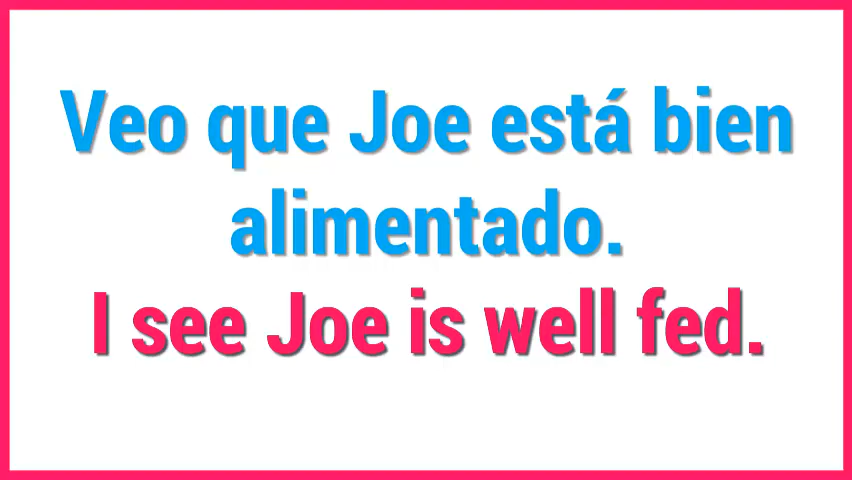 Veo que Joe está bien
alimentado.
I see Joe is well fed.